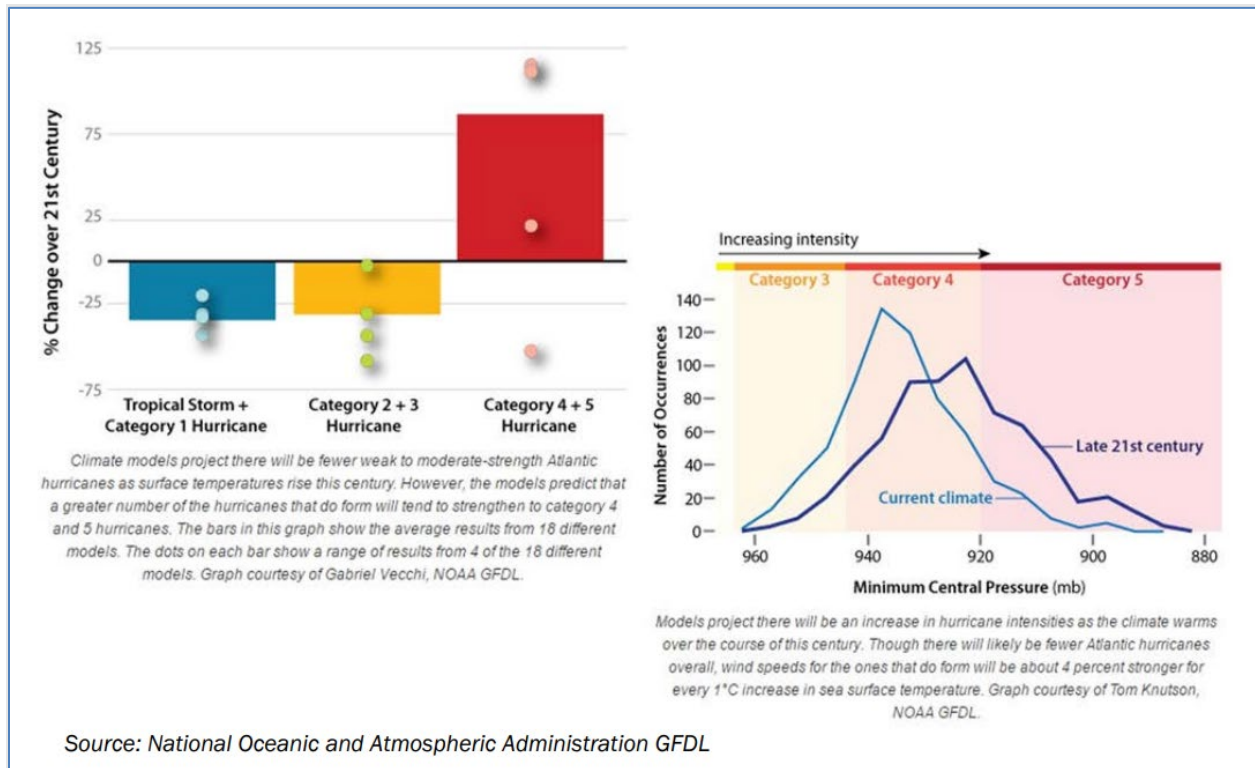 125
75
25
0
-25
-75
% Change over 21st Century
Tropical Storm +
Category 1 Hurricane
Category 2 + 3
Hurricane
Category 4 + 5
Hurricane
Climate models project there will be fewer weak to moderate-strength Atlantic
hurricanes as surface temperatures rise this century. However, the models predict that
a greater number of the hurricanes that do form will tend to strengthen to category 4
and 5 hurricanes. The bars in this graph show the average results from 18 different
models. The dots on each bar show a range of results from 4 of the 18 different
models. Graph courtesy of Gabriel Vecchi, NOAA GFDL.
Increasing intensity
Category 3
Category 4
Category 5
140
120
100
80
60
40
20
0
Number of Occurrences
Late 21st century
Current climate
960
940
920
900
880
Minimum Central Pressure (mb)
Models project there will be an increase in hurricane intensities as the climate warms
over the course of this century. Though there will likely be fewer Atlantic hurricanes
overall, wind speeds for the ones that do form will be about 4 percent stronger for
every 1°C increase in sea surface temperature. Graph courtesy of Tom Knutson,
NOAA GFDL.
Source: National Oceanic and Atmospheric Administration GFDL